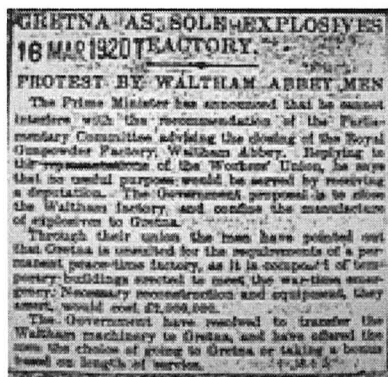 GRETNA AS SOLE EXPLOSIVES
16 MAR 1920 FACTORY.
PROTEST BY WALTHAM ABBEY MEN
The Prime Minister has announced that he cannot
interfere with the recommendation of the Parlia-
mentary Committee advising the closing of the Royal
Gunpowder Factory, Waltham Abbey. Replying to
the representations of the Workers' Union, he says
that no useful purpose would be served by receiving
a deputation. The Government proposal is to close
the Waltham factory, and confine the manufacture
of explosives to Gretna.
Through their union the men have pointed out
that Gretna is unsuited for the requirements of a per-
manent peace-time factory, as it is composed of tem-
porary buildings erected to meet the war-time emer-
gency. Necessary reconstruction and equipment, they
assert, would cost
The Government have resolved to transfer the
Waltham machinery to Gretna, and have offered the
men the choice of going to Gretna or taking a bonus
based on length of service.